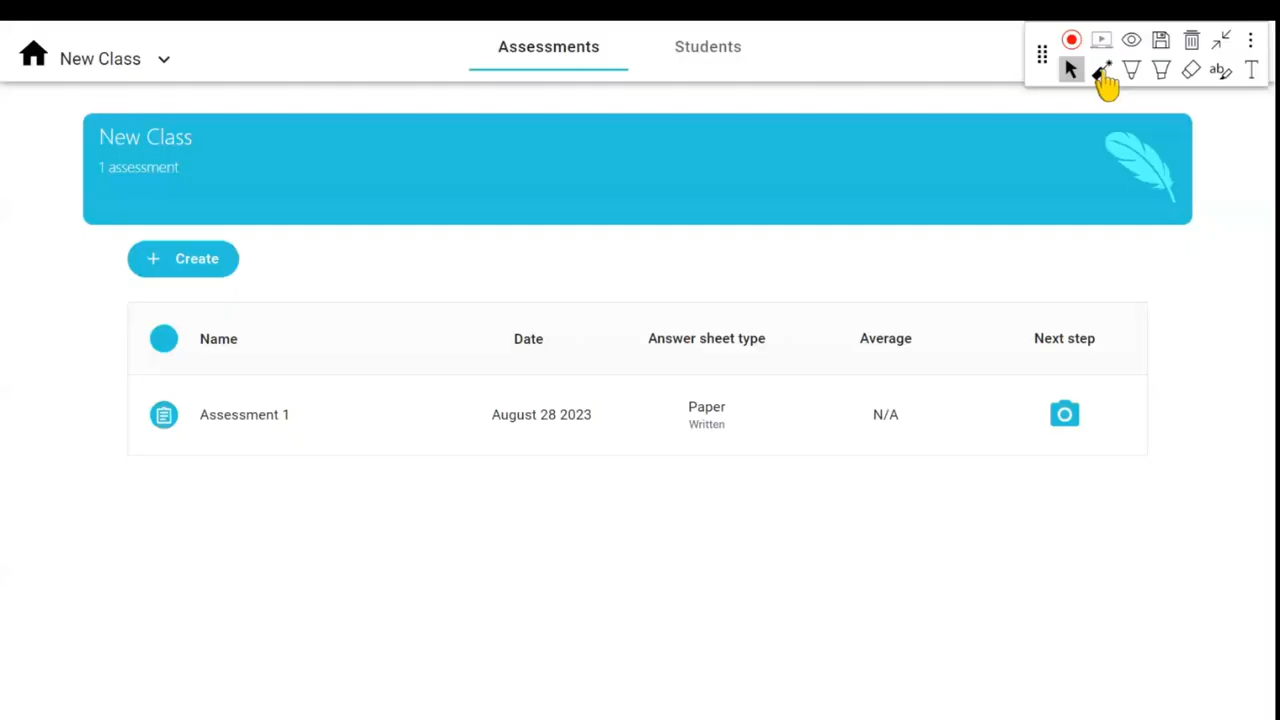 New Class
Assessments
Students
ab
T
New Class
1 assessment
+ Create
Name
Date
Answer sheet type
Average
Next step
Assessment 1
August 28 2023
Paper
Written
N/A